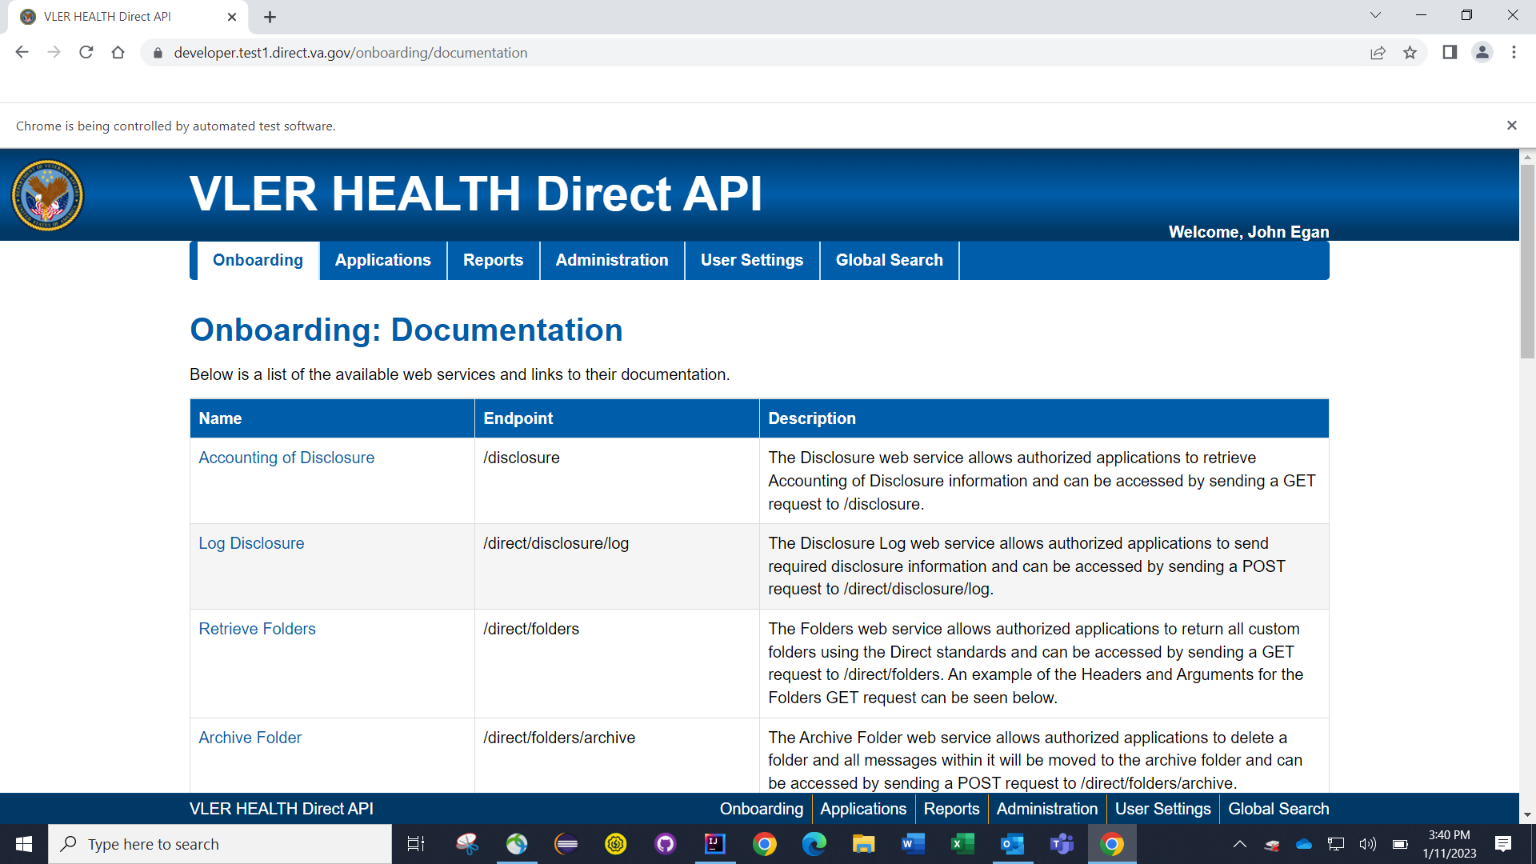 VLER HEALTH Direct API
developer.test1.direct.va.gov/onboarding/documentation
Chrome is being controlled by automated test software.
VLER HEALTH Direct API
Welcome, John Egan
Onboarding Applications Reports Administration User Settings Global Search
Onboarding: Documentation
Below is a list of the available web services and links to their documentation.
Name Endpoint Description
Accounting of Disclosure /disclosure The Disclosure web service allows authorized applications to retrieve
Accounting of Disclosure information and can be accessed by sending a GET
request to /disclosure.
Log Disclosure /direct/disclosure/log The Disclosure Log web service allows authorized applications to send
required disclosure information and can be accessed by sending a POST
request to /direct/disclosure/log.
Retrieve Folders /direct/folders The Folders web service allows authorized applications to return all custom
folders using the Direct standards and can be accessed by sending a GET
request to /direct/folders. An example of the Headers and Arguments for the
Folders GET request can be seen below.
Archive Folder /direct/folders/archive The Archive Folder web service allows authorized applications to delete a
folder and all messages within it will be moved to the archive folder and can
be accessed by sending a POST request to /direct/folders/archive.
VLER HEALTH Direct API Onboarding Applications Reports Administration User Settings Global Search
Type here to search
3:40 PM
1/11/2023